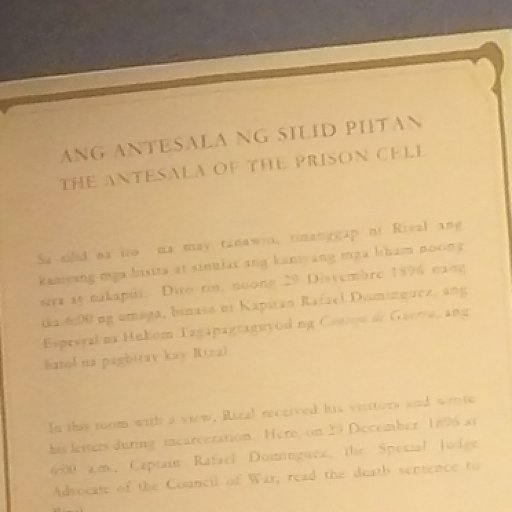 ANG ANTESALA NG SILID PIITAN
THE ANTESALA OF THE PRISON CELL
Sa silid na ito na may tanawin, tinanggap ni Rizal ang
kaniyang mga bisita at sinulat ang kaniyang mga liham noong
siya ay nakapiit. Dito rin, noong 29 Disyembre 1896 nang
ika-6:00 ng umaga, binasa ni Kapitan Rafael Dominguez, ang
Espesyal na Hukom Tagapagtaguyod ng Consejo de Guerra, ang
hatol na pagbitay kay Rizal.
In this room with a view, Rizal received his visitors and wrote
his letters during incarceration. Here, on 29 December 1896 at
6:00 a.m., Captain Rafael Dominguez, the Special Judge
Advocate of the Council of War, read the death sentence to
Rizal.